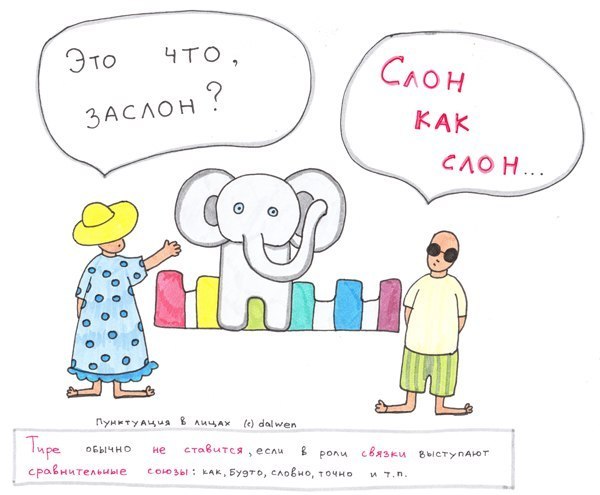 Это что,
заслон?
Слон
как
слон...
Пунктуация в лицах (c) dalwen
Тире обычно не ставится, если в роли связки выступают
сравнительные союзы: как, будто, словно, точно и т.п.